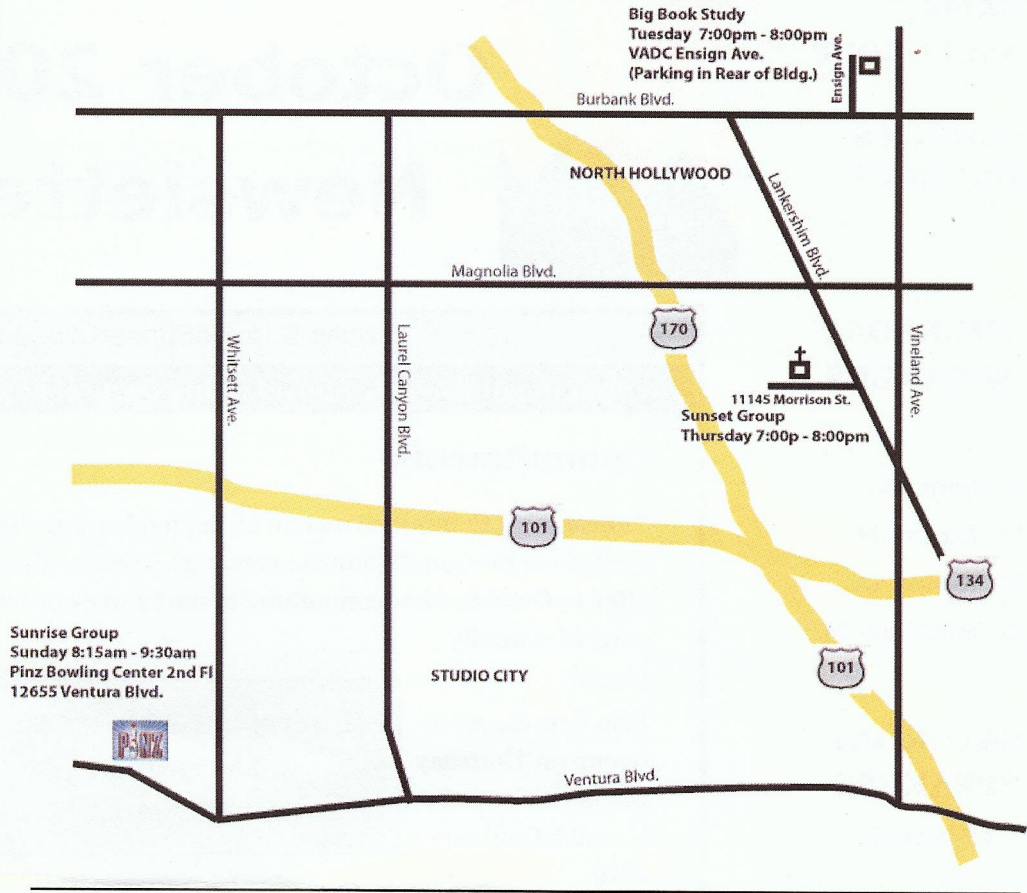 Big Book Study
Tuesday 7:00pm - 8:00pm
VADC Ensign Ave.
(Parking in Rear of Bldg.)
Ensign Ave.
Burbank Blvd.
NORTH HOLLYWOOD
Lankershim Blvd.
Magnolia Blvd.
170
Whitsett Ave.
Laurel Canyon Blvd.
Vineland Ave.
11145 Morrison St.
Sunset Group
Thursday 7:00p - 8:00pm
101
134
Sunrise Group
Sunday 8:15am - 9:30am
Pinz Bowling Center 2nd Fl
12655 Ventura Blvd.
STUDIO CITY
101
PiNZ
Ventura Blvd.